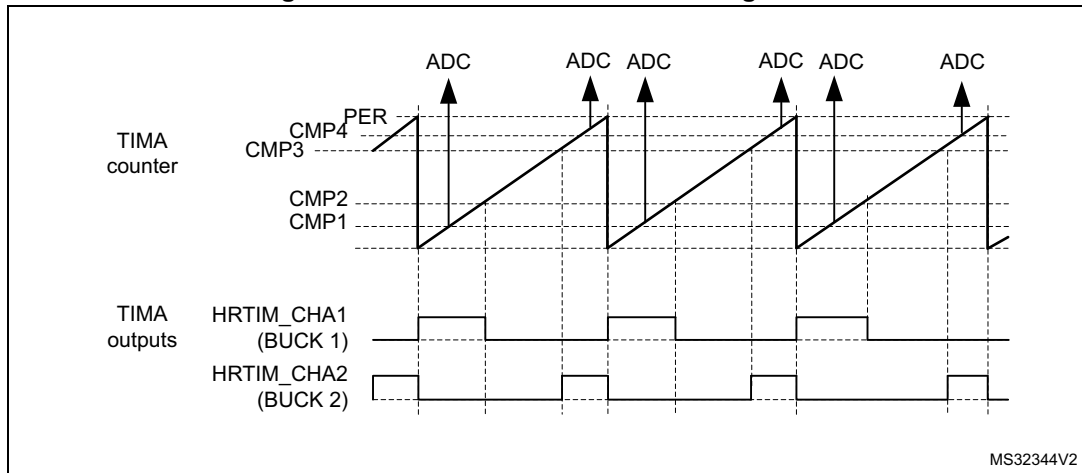 ADC ADC ADC ADC ADC ADC
PER
CMP4
TIMA
counter
CMP3
CMP2
CMP1
TIMA
outputs
HRTIM_CHA1
(BUCK 1)
HRTIM_CHA2
(BUCK 2)
MS32344V2